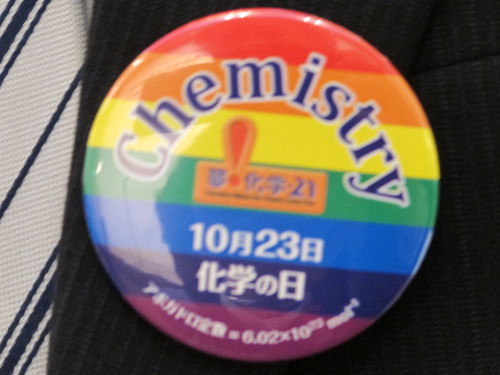 Chemistry
夢・化学-21
10月23日
化学の日
アボガドロ定数=6.02×10²³ mol⁻¹